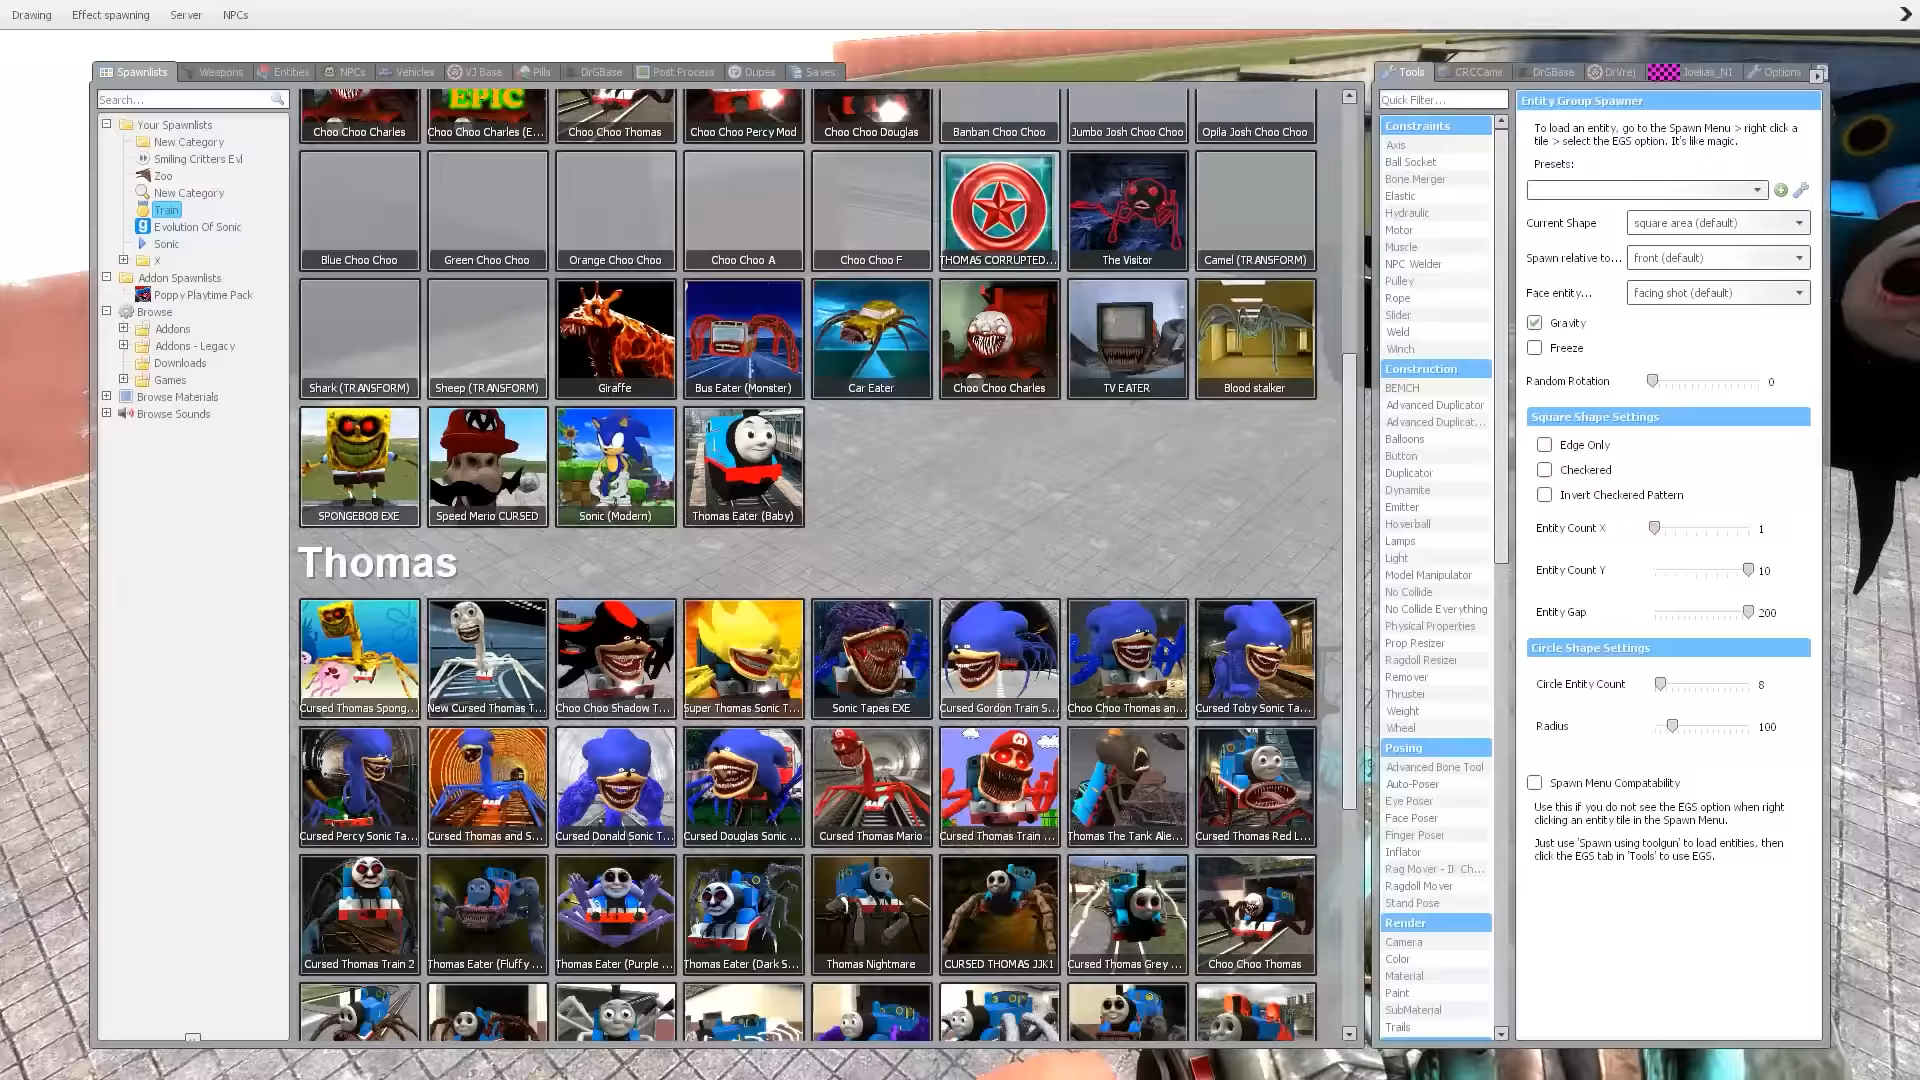 Drawing
Effect spawning
Server
NPCs
Spawnlists
Weapons
Entities
NPCs
Vehicles
VJ Base
Pills
DrGBase
Post Process
Dupes
Saves
Search...
Your Spawnlists
New Category
Smiling Critters Evl
Zoo
New Category
Train
Evolution Of Sonic
Sonic
X
Addon Spawnlists
Poppy Playtime Pack
Browse
Addons
Addons - Legacy
Downloads
Games
Browse Materials
Browse Sounds
EPIC
Choo Choo Charles
Choo Choo Charles (E...
Choo Choo Thomas
Choo Choo Percy Mod
Choo Choo Douglas
Banban Choo Choo
Jumbo Josh Choo Choo
Opila Josh Choo Choo
Blue Choo Choo
Green Choo Choo
Orange Choo Choo
Choo Choo A
Choo Choo F
THOMAS CORRUPTED...
The Visitor
Camel (TRANSFORM)
Shark (TRANSFORM)
Sheep (TRANSFORM)
Giraffe
Bus Eater (Monster)
Car Eater
Choo Choo Charles
TV EATER
Blood stalker
SPONGEBOB EXE
Speed Merio CURSED
Sonic (Modern)
Thomas Eater (Baby)
Thomas
Cursed Thomas Spong...
New Cursed Thomas T...
Choo Choo Shadow T...
Super Thomas Sonic T...
Sonic Tapes EXE
Cursed Gordon Train S...
Choo Choo Thomas an...
Cursed Toby Sonic Ta...
Cursed Percy Sonic Ta...
Cursed Thomas and S...
Cursed Donald Sonic T...
Cursed Douglas Sonic ...
Cursed Thomas Mario
Cursed Thomas Train ...
Thomas The Tank Alie...
Cursed Thomas Red L...
Cursed Thomas Train 2
Thomas Eater (Fluffy ...
Thomas Eater (Purple ...
Thomas Eater (Dark S...
Thomas Nightmare
CURSED THOMAS JJK1
Cursed Thomas Grey ...
Choo Choo Thomas
Tools
CRCCams
DrGBase
DrVrej
Joelias_N1
Options
Quick Filter...
Constraints
Axis
Ball Socket
Bone Merger
Elastic
Hydraulic
Motor
Muscle
NPC Welder
Pulley
Rope
Slider
Weld
Winch
Construction
BENCH
Advanced Duplicator
Advanced Duplicat...
Balloons
Button
Duplicator
Dynamite
Emitter
Hoverball
Lamps
Light
Model Manipulator
No Collide
No Collide Everything
Physical Properties
Prop Resizer
Ragdoll Resizer
Remover
Thruster
Weight
Wheel
Posing
Advanced Bone Tool
Auto-Poser
Eye Poser
Face Poser
Finger Poser
Inflator
Rag Mover - IK Ch...
Ragdoll Mover
Stand Pose
Render
Camera
Color
Material
Paint
SubMaterial
Trails
Entity Group Spawner
To load an entity, go to the Spawn Menu > right click a
tile > select the EGS option. It's like magic.
Presets:
Current Shape
square area (default)
Spawn relative to...
front (default)
Face entity...
facing shot (default)
Gravity
Freeze
Random Rotation
0
Square Shape Settings
Edge Only
Checkered
Invert Checkered Pattern
Entity Count X
1
Entity Count Y
10
Entity Gap
200
Circle Shape Settings
Circle Entity Count
8
Radius
100
Spawn Menu Compatability
Use this if you do not see the EGS option when right
clicking an entity tile in the Spawn Menu.
Just use 'Spawn using toolgun' to load entities, then
click the EGS tab in 'Tools' to use EGS.